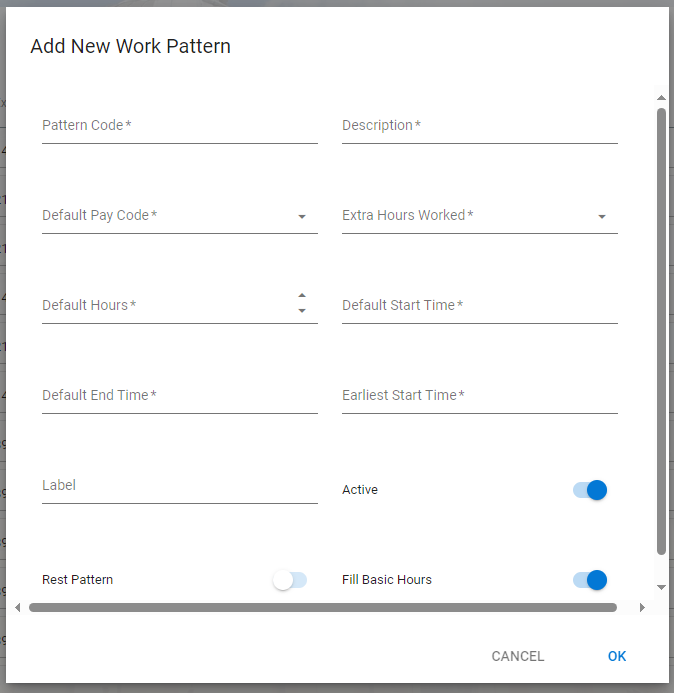 Add New Work Pattern
Pattern Code* Description*
Default Pay Code* Extra Hours Worked*
Default Hours* Default Start Time*
Default End Time* Earliest Start Time*
Label Active
Rest Pattern Fill Basic Hours
CANCEL OK